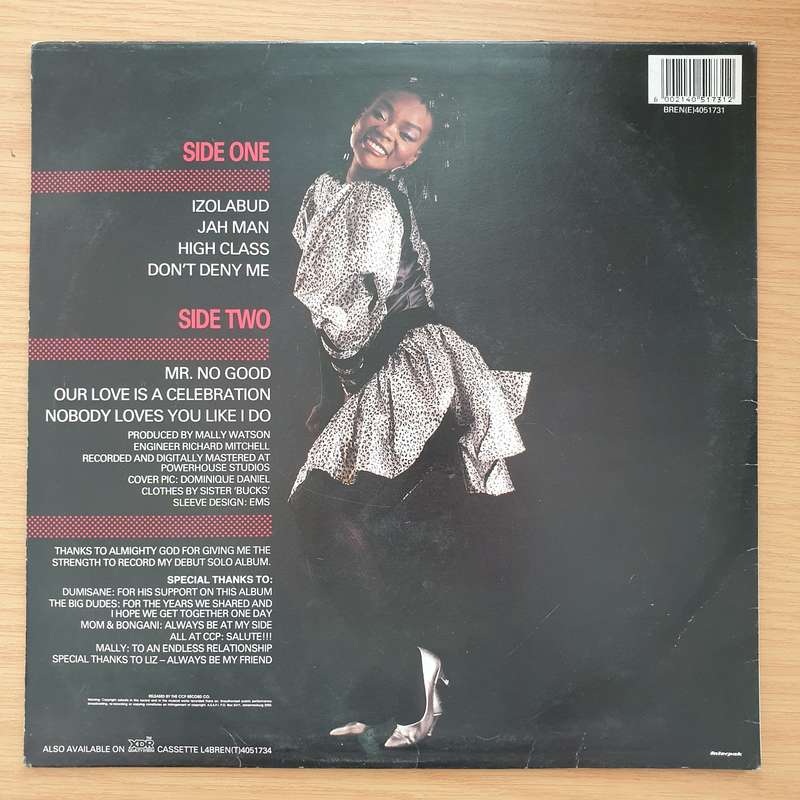 6 002140 517312
BREN(E)4051731
SIDE ONE
IZOLABUD
JAH MAN
HIGH CLASS
DON'T DENY ME
SIDE TWO
MR. NO GOOD
OUR LOVE IS A CELEBRATION
NOBODY LOVES YOU LIKE I DO
PRODUCED BY MALLY WATSON
ENGINEER RICHARD MITCHELL
RECORDED AND DIGITALLY MASTERED AT
POWERHOUSE STUDIOS
COVER PIC: DOMINIQUE DANIEL
CLOTHES BY SISTER 'BUCKS'
SLEEVE DESIGN: EMS
THANKS TO ALMIGHTY GOD FOR GIVING ME THE
STRENGTH TO RECORD MY DEBUT SOLO ALBUM.
SPECIAL THANKS TO:
DUMISANE: FOR HIS SUPPORT ON THIS ALBUM
THE BIG DUDES: FOR THE YEARS WE SHARED AND
I HOPE WE GET TOGETHER ONE DAY
MOM & BONGANI: ALWAYS BE AT MY SIDE
ALL AT CCP: SALUTE!!!
MALLY: TO AN ENDLESS RELATIONSHIP
SPECIAL THANKS TO LIZ – ALWAYS BE MY FRIEND
RELEASED BY THE CCP RECORD CO.
ALSO AVAILABLE ON XDR CASSETTE L4BREN(T)4051734
interpak